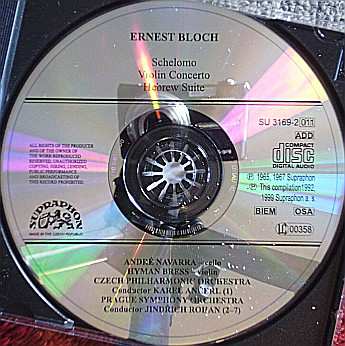 ERNEST BLOCH
Schelomo
Violin Concerto
Hebrew Suite
SU 3169-2 011
ADD
COMPACT
disc
DIGITAL AUDIO
ALL RIGHTS OF THE PRODUCER
AND OF THE OWNER
OF THE WORK REPRODUCED
RESERVED. UNAUTHORIZED
COPYING, HIRING, LENDING,
PUBLIC PERFORMANCE
AND BROADCASTING OF
THIS RECORD PROHIBITED.
℗ 1965, 1967 Supraphon
℗ This compilation 1992,
1999 Supraphon a. s.
BIEM
OSA
SUPRAPHON
MADE IN THE CZECH REPUBLIC
00358
ANDRÉ NAVARRA – cello
HYMAN BRESS – violin
CZECH PHILHARMONIC ORCHESTRA
Conductor KAREL ANČERL (1)
PRAGUE SYMPHONY ORCHESTRA
Conductor JINDŘICH ROHAN (2–7)